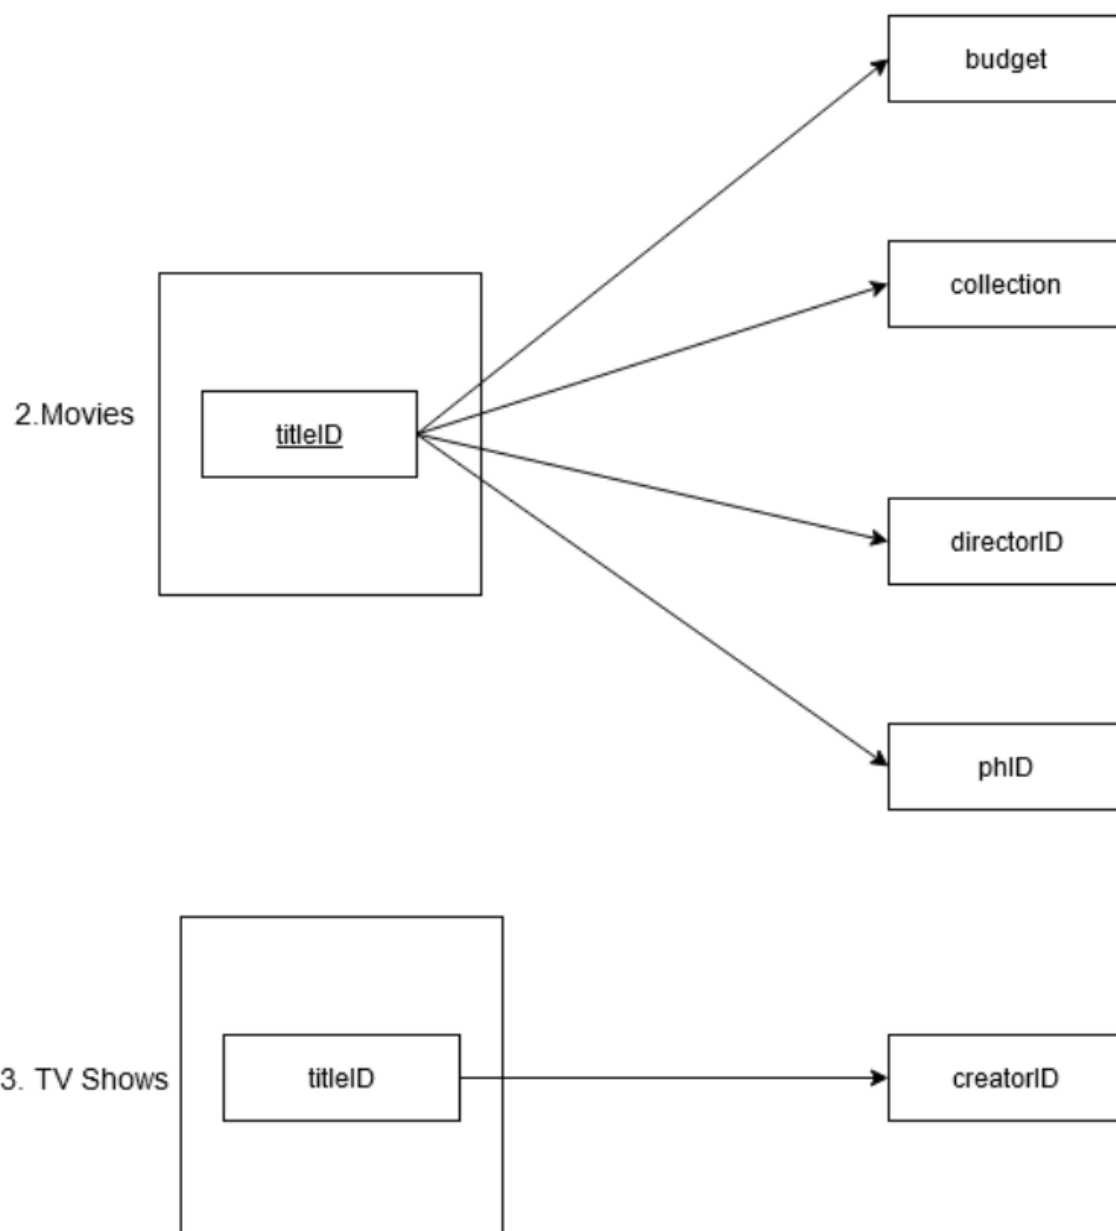 budget
collection
2.Movies
titleID
directorID
phID
3. TV Shows
titleID
creatorID